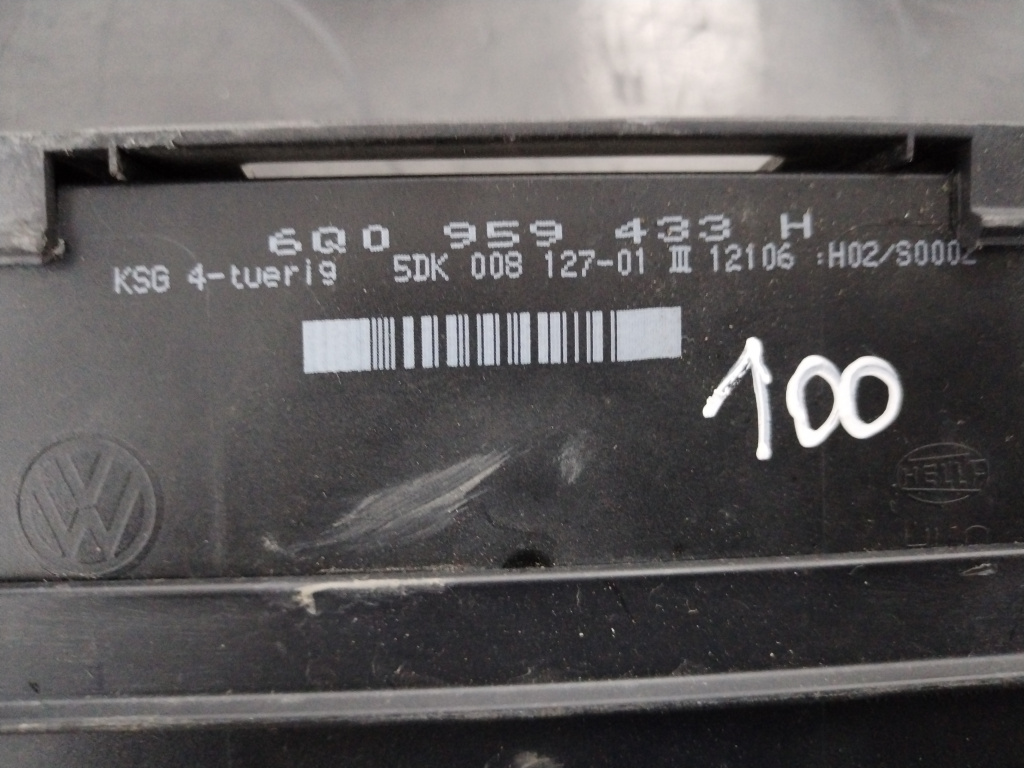 6Q0 959 433 H
KSG 4-tuerig 5DK 008 127-01 III 12106 :H02/S0002
100
HELLA